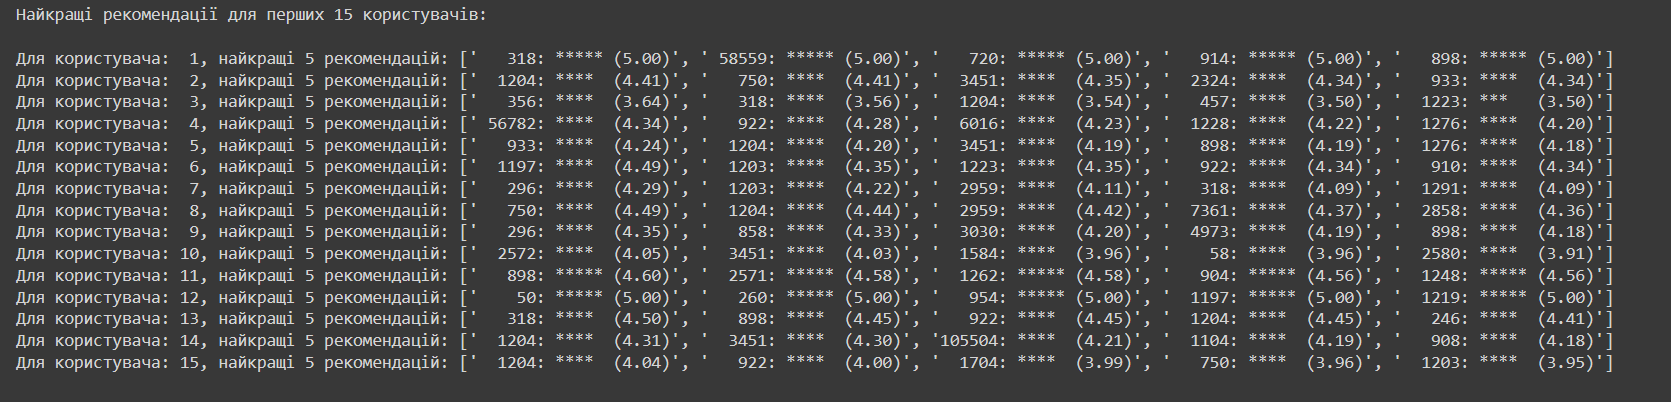 Найкращі рекомендації для перших 15 користувачів:
Для користувача:  1, найкращі 5 рекомендацій: ['   318: ***** (5.00)', ' 58559: ***** (5.00)', '   720: ***** (5.00)', '   914: ***** (5.00)', '   898: ***** (5.00)']
Для користувача:  2, найкращі 5 рекомендацій: ['  1204: ****  (4.41)', '   750: ****  (4.41)', '  3451: ****  (4.35)', '  2324: ****  (4.34)', '   933: ****  (4.34)']
Для користувача:  3, найкращі 5 рекомендацій: ['   356: ****  (3.64)', '   318: ****  (3.56)', '  1204: ****  (3.54)', '   457: ****  (3.50)', '  1223: ***   (3.50)']
Для користувача:  4, найкращі 5 рекомендацій: [' 56782: ****  (4.34)', '   922: ****  (4.28)', '  6016: ****  (4.23)', '  1228: ****  (4.22)', '  1276: ****  (4.20)']
Для користувача:  5, найкращі 5 рекомендацій: ['   933: ****  (4.24)', '  1204: ****  (4.20)', '  3451: ****  (4.19)', '   898: ****  (4.19)', '  1276: ****  (4.18)']
Для користувача:  6, найкращі 5 рекомендацій: ['  1197: ****  (4.49)', '  1203: ****  (4.35)', '  1223: ****  (4.35)', '   922: ****  (4.34)', '   910: ****  (4.34)']
Для користувача:  7, найкращі 5 рекомендацій: ['   296: ****  (4.29)', '  1203: ****  (4.22)', '  2959: ****  (4.11)', '   318: ****  (4.09)', '  1291: ****  (4.09)']
Для користувача:  8, найкращі 5 рекомендацій: ['   750: ****  (4.49)', '  1204: ****  (4.44)', '  2959: ****  (4.42)', '  7361: ****  (4.37)', '  2858: ****  (4.36)']
Для користувача:  9, найкращі 5 рекомендацій: ['   296: ****  (4.35)', '   858: ****  (4.33)', '  3030: ****  (4.20)', '  4973: ****  (4.19)', '   898: ****  (4.18)']
Для користувача: 10, найкращі 5 рекомендацій: ['  2572: ****  (4.05)', '  3451: ****  (4.03)', '  1584: ****  (3.96)', '    58: ****  (3.96)', '  2580: ****  (3.91)']
Для користувача: 11, найкращі 5 рекомендацій: ['   898: ***** (4.60)', '  2571: ***** (4.58)', '  1262: ***** (4.58)', '   904: ***** (4.56)', '  1248: ***** (4.56)']
Для користувача: 12, найкращі 5 рекомендацій: ['    50: ***** (5.00)', '   260: ***** (5.00)', '   954: ***** (5.00)', '  1197: ***** (5.00)', '  1219: ***** (5.00)']
Для користувача: 13, найкращі 5 рекомендацій: ['   318: ****  (4.50)', '   898: ****  (4.45)', '   922: ****  (4.45)', '  1204: ****  (4.45)', '   246: ****  (4.41)']
Для користувача: 14, найкращі 5 рекомендацій: ['  1204: ****  (4.31)', '  3451: ****  (4.30)', '105504: ****  (4.21)', '  1104: ****  (4.19)', '   908: ****  (4.18)']
Для користувача: 15, найкращі 5 рекомендацій: ['  1204: ****  (4.04)', '   922: ****  (4.00)', '  1704: ****  (3.99)', '   750: ****  (3.96)', '  1203: ****  (3.95)']